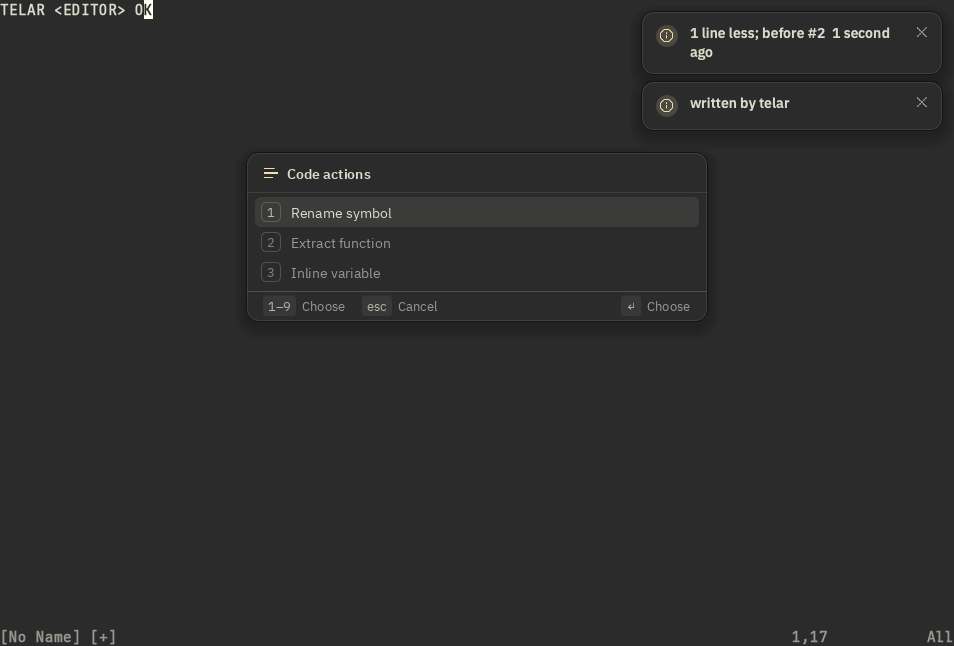 TELAR <EDITOR> OK
1 line less; before #2  1 second
ago
written by telar
Code actions
1 Rename symbol
2 Extract function
3 Inline variable
1–9 Choose esc Cancel ↵ Choose
[No Name] [+] 1,17 All